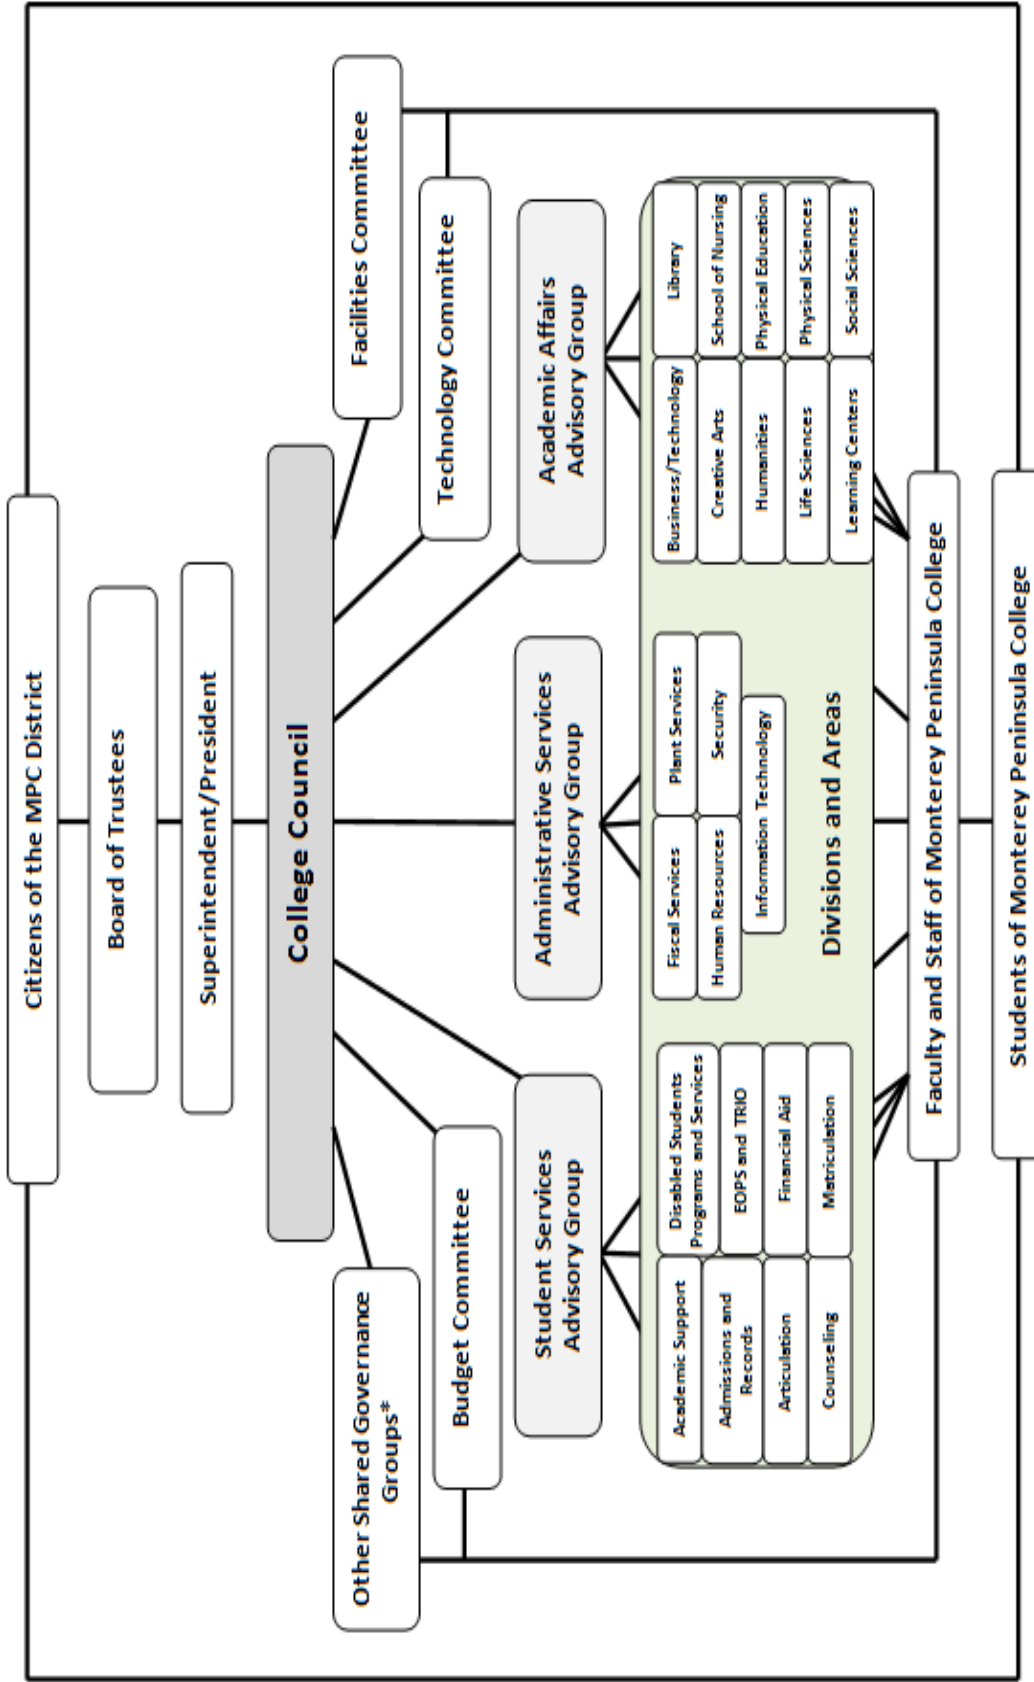 Citizens of the MPC District
Board of Trustees
Superintendent/President
College Council
Other Shared Governance
Groups*
Facilities Committee
Budget Committee
Technology Committee
Student Services
Advisory Group
Administrative Services
Advisory Group
Academic Affairs
Advisory Group
Academic Support
Admissions and
Records
Articulation
Counseling
Disabled Students
Programs and Services
EOPS and TRIO
Financial Aid
Matriculation
Fiscal Services
Human Resources
Plant Services
Security
Information Technology
Business/Technology
Creative Arts
Humanities
Life Sciences
Learning Centers
Library
School of Nursing
Physical Education
Physical Sciences
Social Sciences
Divisions and Areas
Faculty and Staff of Monterey Peninsula College
Students of Monterey Peninsula College